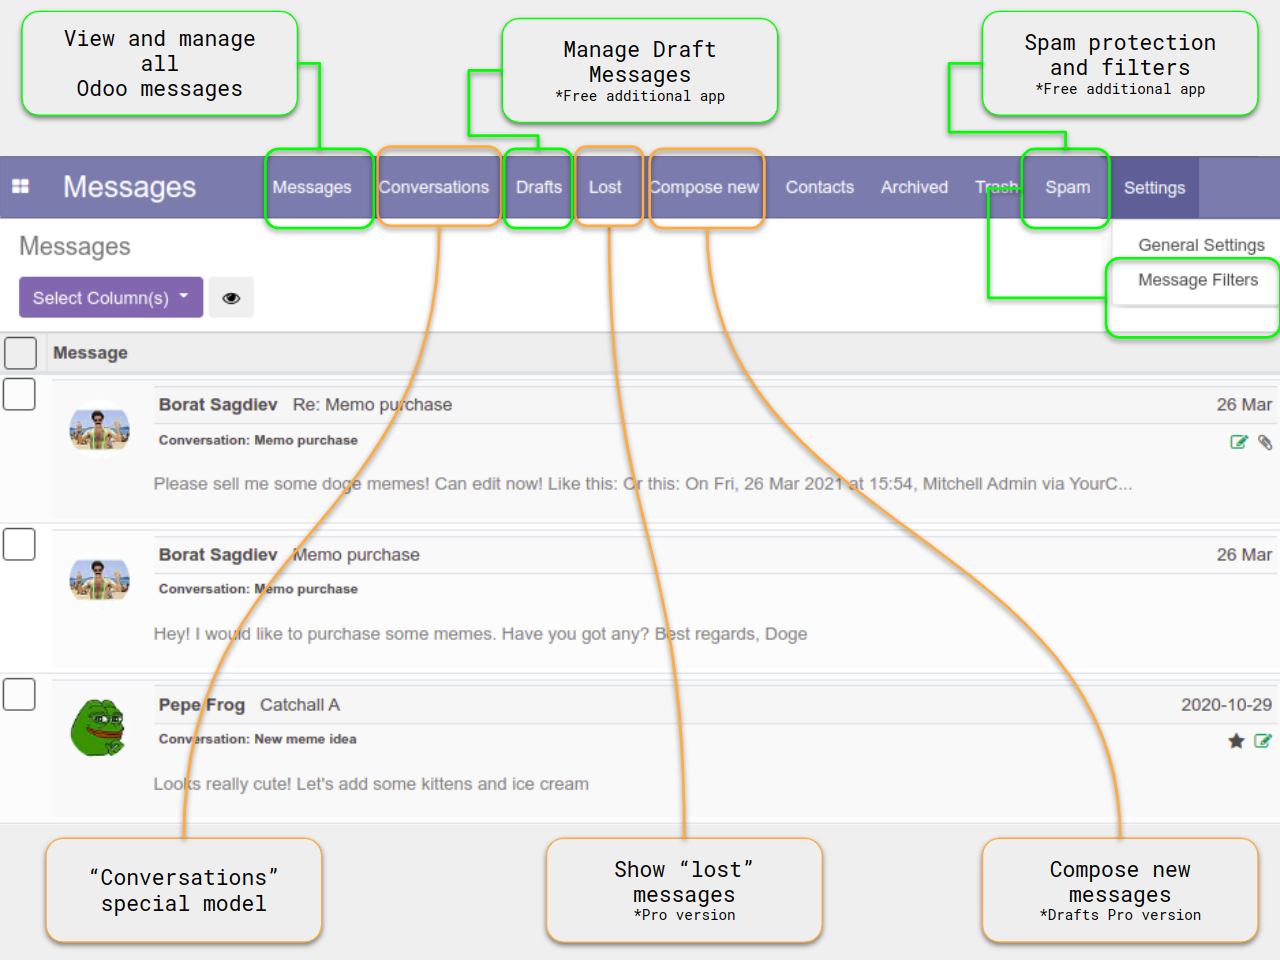 View and manage
all
Odoo messages
Manage Draft
Messages
*Free additional app
Spam protection
and filters
*Free additional app
Messages
Messages
Conversations
Drafts
Lost
Compose new
Contacts
Archived
Trash
Spam
Settings
Messages
General Settings
Message Filters
Select Column(s)
Message
Borat Sagdiev Re: Memo purchase 26 Mar
Conversation: Memo purchase
Please sell me some doge memes! Can edit now! Like this: Or this: On Fri, 26 Mar 2021 at 15:54, Mitchell Admin via YourC...
Borat Sagdiev Memo purchase 26 Mar
Conversation: Memo purchase
Hey! I would like to purchase some memes. Have you got any? Best regards, Doge
Pepe Frog Catchall A 2020-10-29
Conversation: New meme idea
Looks really cute! Let's add some kittens and ice cream
“Conversations”
special model
Show “lost”
messages
*Pro version
Compose new
messages
*Drafts Pro version